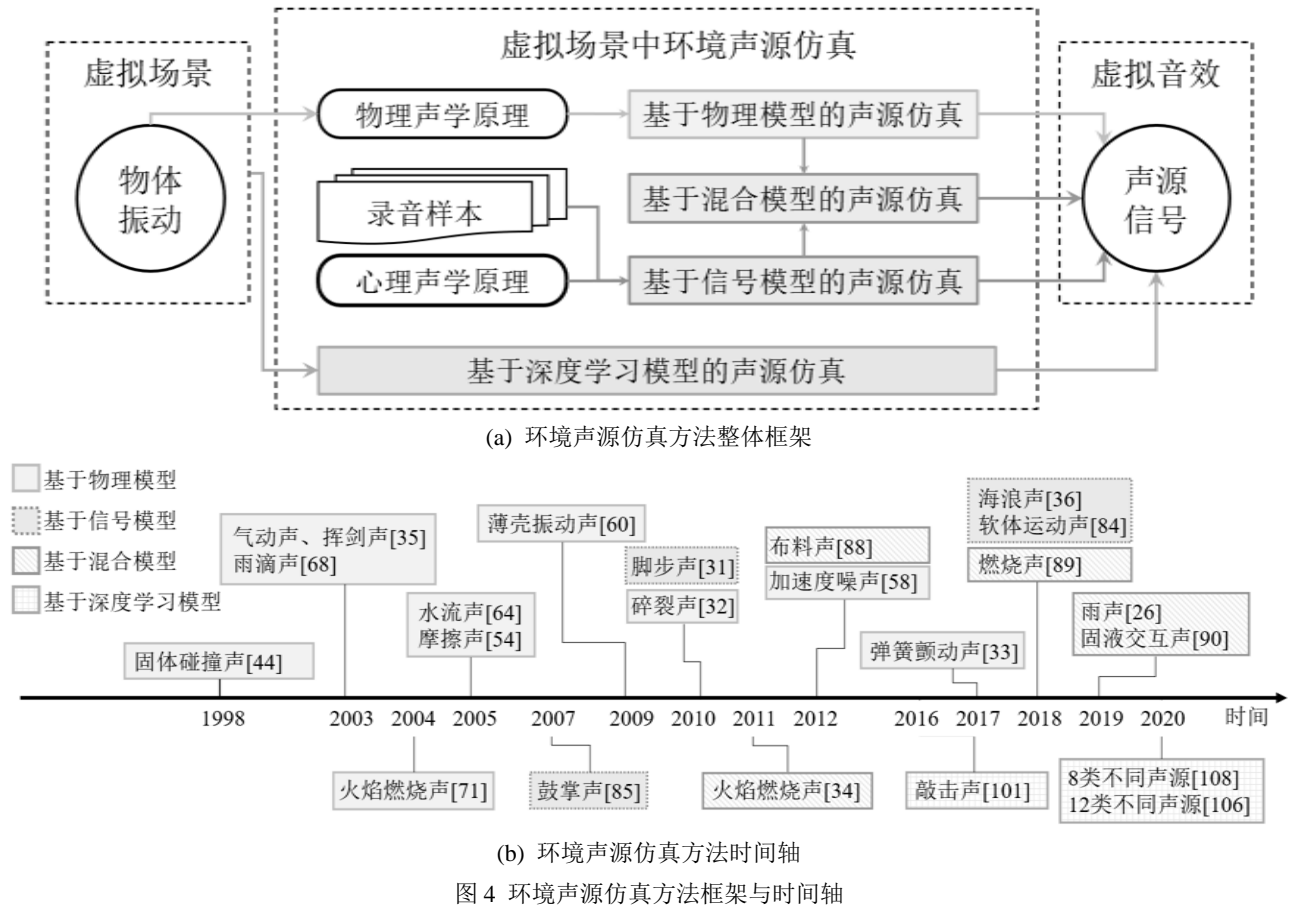 虚拟场景中环境声源仿真
虚拟场景
虚拟音效
物理声学原理
基于物理模型的声源仿真
物体
振动
录音样本
基于混合模型的声源仿真
声源
信号
心理声学原理
基于信号模型的声源仿真
基于深度学习模型的声源仿真
(a) 环境声源仿真方法整体框架
基于物理模型
基于信号模型
基于混合模型
基于深度学习模型
固体碰撞声[44]
气动声、挥剑声[35]
雨滴声[68]
水流声[64]
摩擦声[54]
薄壳振动声[60]
脚步声[31]
碎裂声[32]
布料声[88]
加速度噪声[58]
弹簧颤动声[33]
海浪声[36]
软体运动声[84]
燃烧声[89]
雨声[26]
固液交互声[90]
1998 2003 2004 2005 2007 2009 2010 2011 2012 2016 2017 2018 2019 2020 时间
火焰燃烧声[71]
鼓掌声[85]
火焰燃烧声[34]
敲击声[101]
8类不同声源[108]
12类不同声源[106]
(b) 环境声源仿真方法时间轴
图 4 环境声源仿真方法框架与时间轴